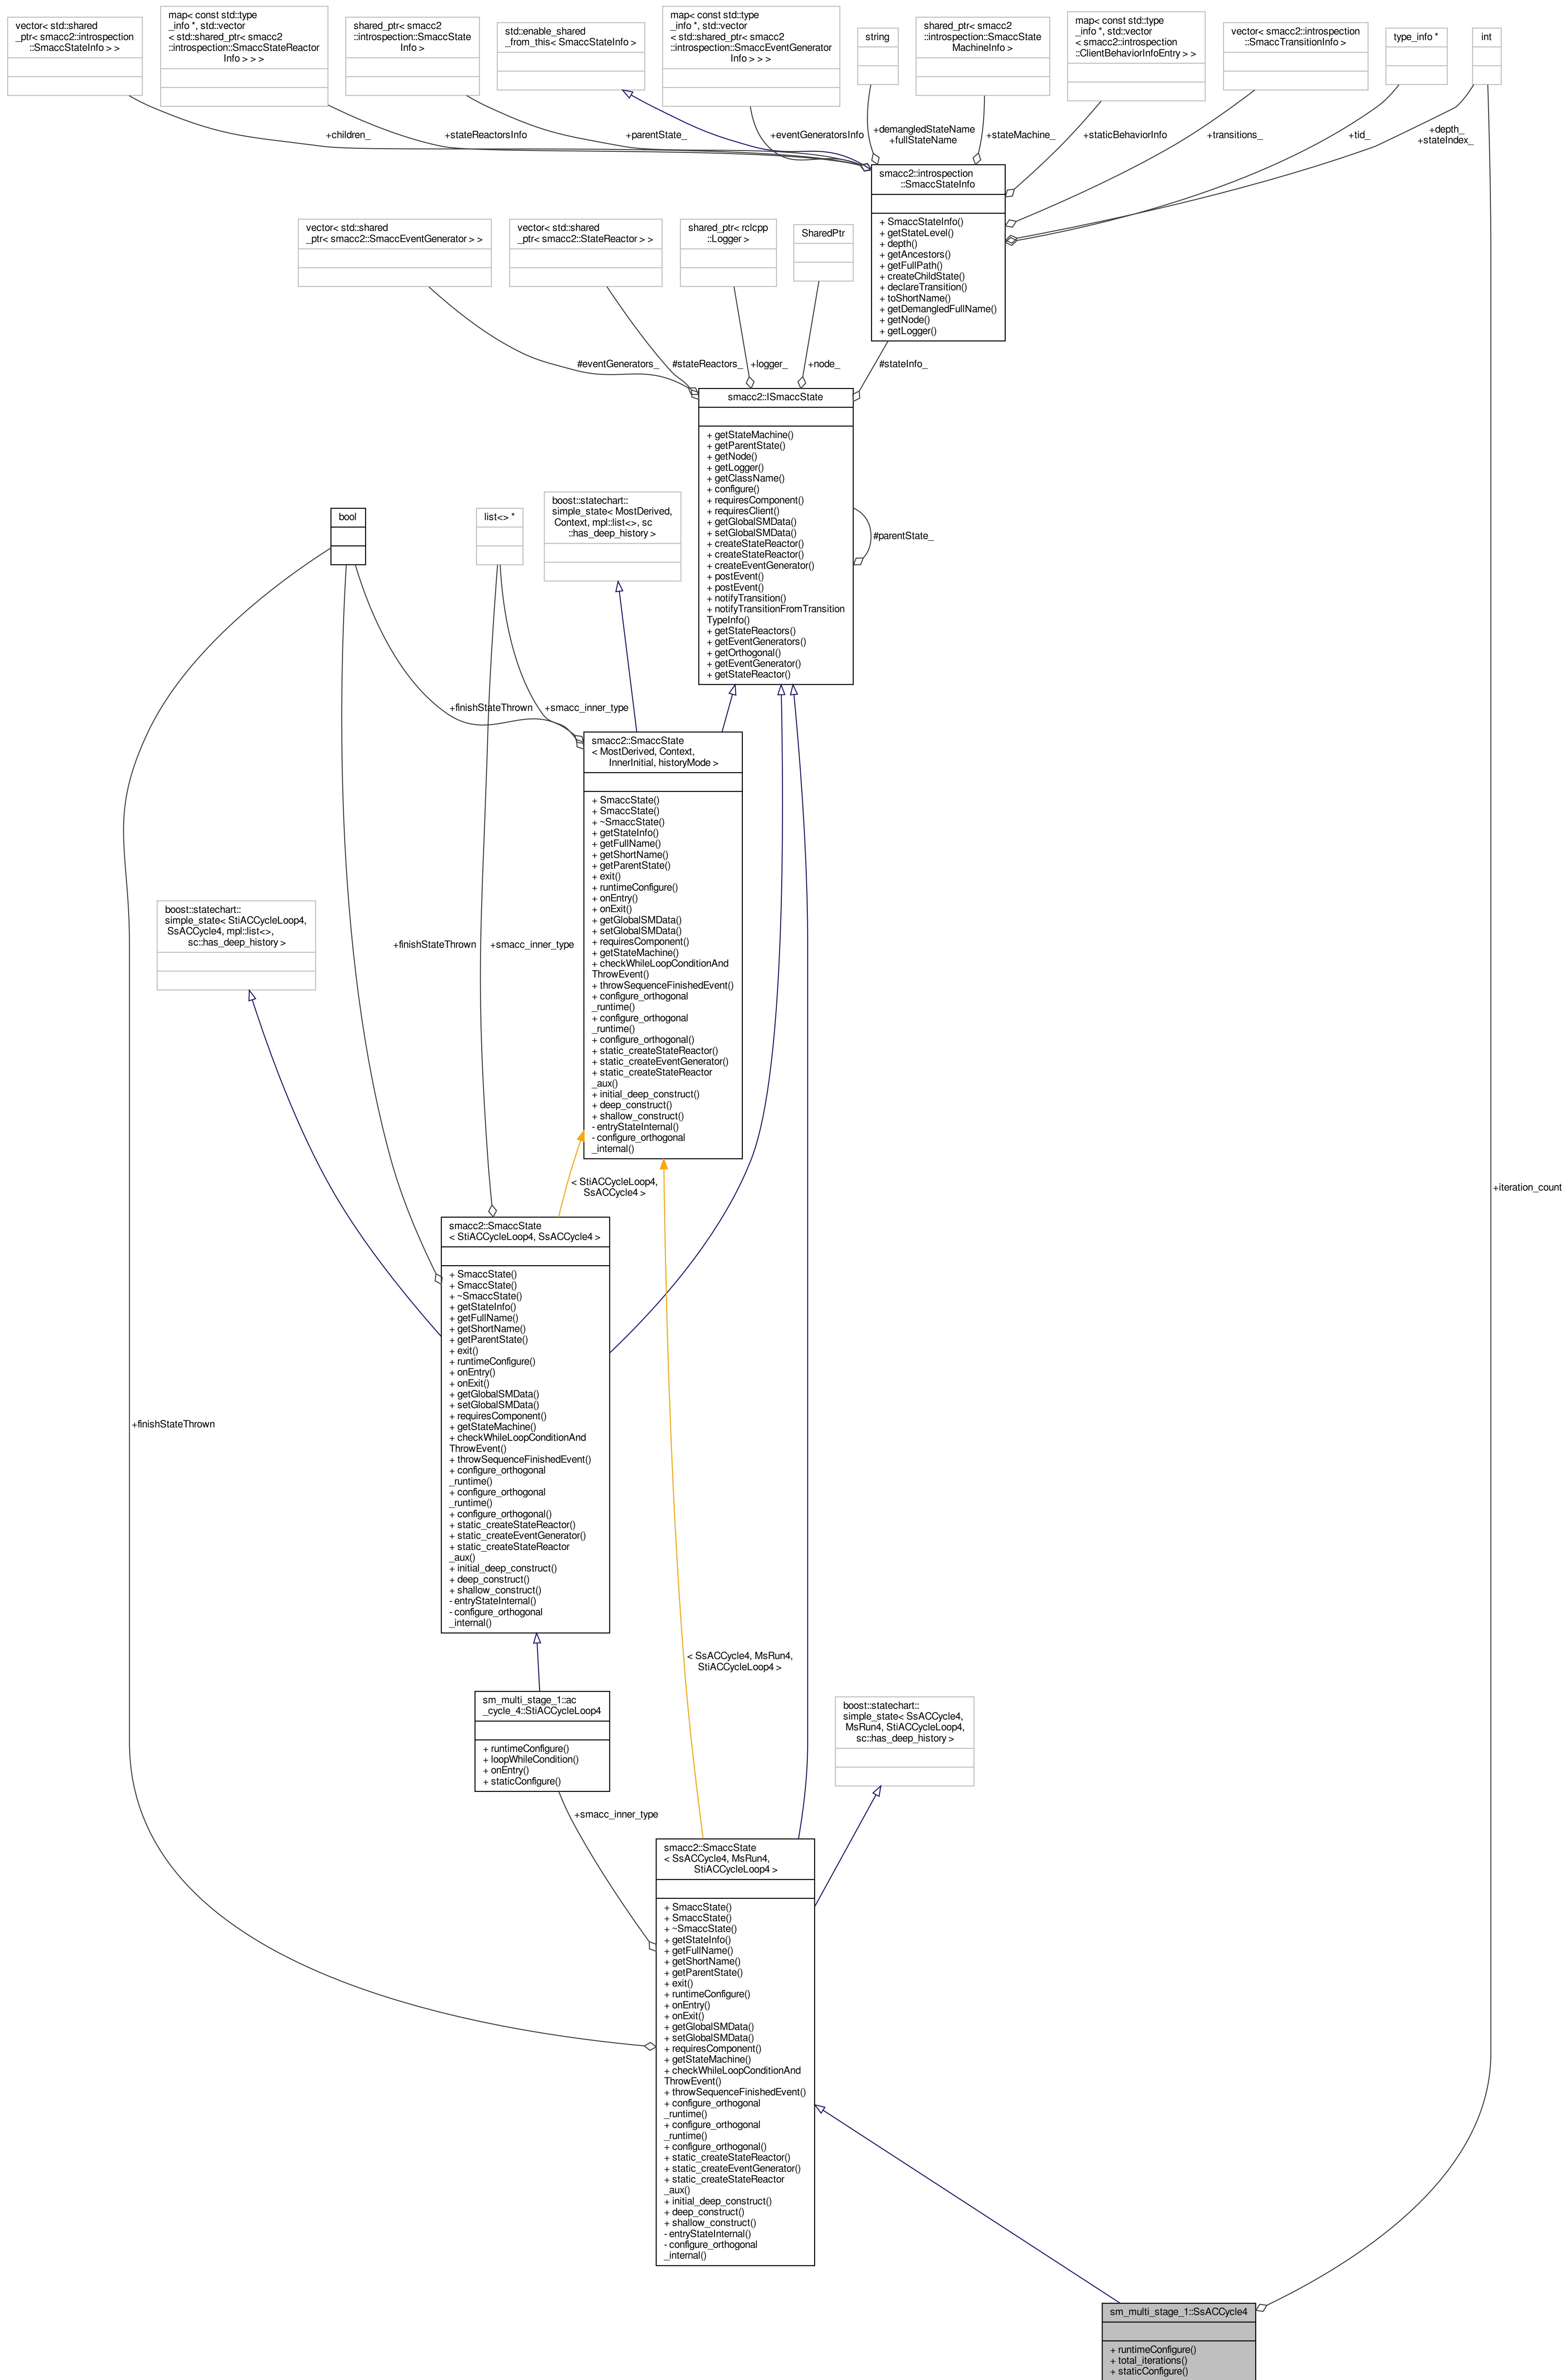 vector< std::shared
_ptr< smacc2::introspection
::SmaccStateInfo > >
map< const std::type
_info *, std::vector
< std::shared_ptr< smacc2
::introspection::SmaccStateReactor
Info > > >
shared_ptr< smacc2
::introspection::SmaccState
Info >
std::enable_shared
_from_this< SmaccStateInfo >
map< const std::type
_info *, std::vector
< std::shared_ptr< smacc2
::introspection::SmaccEventGenerator
Info > > >
string
shared_ptr< smacc2
::introspection::SmaccState
MachineInfo >
map< const std::type
_info *, std::vector
< smacc2::introspection
::ClientBehaviorInfoEntry > >
vector< smacc2::introspection
::SmaccTransitionInfo >
type_info *
int
+children_
+stateReactorsInfo
+parentState_
+eventGeneratorsInfo
+demangledStateName
+fullStateName
+stateMachine_
+staticBehaviorInfo
+transitions_
+tid_
+depth_
+stateIndex_
smacc2::introspection
::SmaccStateInfo
+ SmaccStateInfo()
+ getStateLevel()
+ depth()
+ getAncestors()
+ getFullPath()
+ createChildState()
+ declareTransition()
+ toShortName()
+ getDemangledFullName()
+ getNode()
+ getLogger()
vector< std::shared
_ptr< smacc2::SmaccEventGenerator > >
vector< std::shared
_ptr< smacc2::StateReactor > >
shared_ptr< rclcpp
::Logger >
SharedPtr
#eventGenerators_
#stateReactors_
+logger_
+node_
#stateInfo_
smacc2::ISmaccState
+ getStateMachine()
+ getParentState()
+ getNode()
+ getLogger()
+ getClassName()
+ configure()
+ requiresComponent()
+ requiresClient()
+ getGlobalSMData()
+ setGlobalSMData()
+ createStateReactor()
+ createStateReactor()
+ createEventGenerator()
+ postEvent()
+ postEvent()
+ notifyTransition()
+ notifyTransitionFromTransition
TypeInfo()
+ getStateReactors()
+ getEventGenerators()
+ getOrthogonal()
+ getEventGenerator()
+ getStateReactor()
#parentState_
bool
list<> *
boost::statechart::
simple_state< MostDerived,
Context, mpl::list<>, sc
::has_deep_history >
+finishStateThrown
+smacc_inner_type
smacc2::SmaccState
< MostDerived, Context,
InnerInitial, historyMode >
+ SmaccState()
+ SmaccState()
+ ~SmaccState()
+ getStateInfo()
+ getFullName()
+ getShortName()
+ getParentState()
+ exit()
+ runtimeConfigure()
+ onEntry()
+ onExit()
+ getGlobalSMData()
+ setGlobalSMData()
+ requiresComponent()
+ getStateMachine()
+ checkWhileLoopConditionAnd
ThrowEvent()
+ throwSequenceFinishedEvent()
+ configure_orthogonal
_runtime()
+ configure_orthogonal
_runtime()
+ configure_orthogonal()
+ static_createStateReactor()
+ static_createEventGenerator()
+ static_createStateReactor
_aux()
+ initial_deep_construct()
+ deep_construct()
+ shallow_construct()
- entryStateInternal()
- configure_orthogonal
_internal()
boost::statechart::
simple_state< StiACCycleLoop4,
SsACCycle4, mpl::list<>,
sc::has_deep_history >
+finishStateThrown
+smacc_inner_type
< StiACCycleLoop4,
SsACCycle4 >
+iteration_count
smacc2::SmaccState
< StiACCycleLoop4, SsACCycle4 >
+ SmaccState()
+ SmaccState()
+ ~SmaccState()
+ getStateInfo()
+ getFullName()
+ getShortName()
+ getParentState()
+ exit()
+ runtimeConfigure()
+ onEntry()
+ onExit()
+ getGlobalSMData()
+ setGlobalSMData()
+ requiresComponent()
+ getStateMachine()
+ checkWhileLoopConditionAnd
ThrowEvent()
+ throwSequenceFinishedEvent()
+ configure_orthogonal
_runtime()
+ configure_orthogonal
_runtime()
+ configure_orthogonal()
+ static_createStateReactor()
+ static_createEventGenerator()
+ static_createStateReactor
_aux()
+ initial_deep_construct()
+ deep_construct()
+ shallow_construct()
- entryStateInternal()
- configure_orthogonal
_internal()
+finishStateThrown
< SsACCycle4, MsRun4,
StiACCycleLoop4 >
sm_multi_stage_1::ac
_cycle_4::StiACCycleLoop4
+ runtimeConfigure()
+ loopWhileCondition()
+ onEntry()
+ staticConfigure()
boost::statechart::
simple_state< SsACCycle4,
MsRun4, StiACCycleLoop4,
sc::has_deep_history >
+smacc_inner_type
smacc2::SmaccState
< SsACCycle4, MsRun4,
StiACCycleLoop4 >
+ SmaccState()
+ SmaccState()
+ ~SmaccState()
+ getStateInfo()
+ getFullName()
+ getShortName()
+ getParentState()
+ exit()
+ runtimeConfigure()
+ onEntry()
+ onExit()
+ getGlobalSMData()
+ setGlobalSMData()
+ requiresComponent()
+ getStateMachine()
+ checkWhileLoopConditionAnd
ThrowEvent()
+ throwSequenceFinishedEvent()
+ configure_orthogonal
_runtime()
+ configure_orthogonal
_runtime()
+ configure_orthogonal()
+ static_createStateReactor()
+ static_createEventGenerator()
+ static_createStateReactor
_aux()
+ initial_deep_construct()
+ deep_construct()
+ shallow_construct()
- entryStateInternal()
- configure_orthogonal
_internal()
sm_multi_stage_1::SsACCycle4
+ runtimeConfigure()
+ total_iterations()
+ staticConfigure()